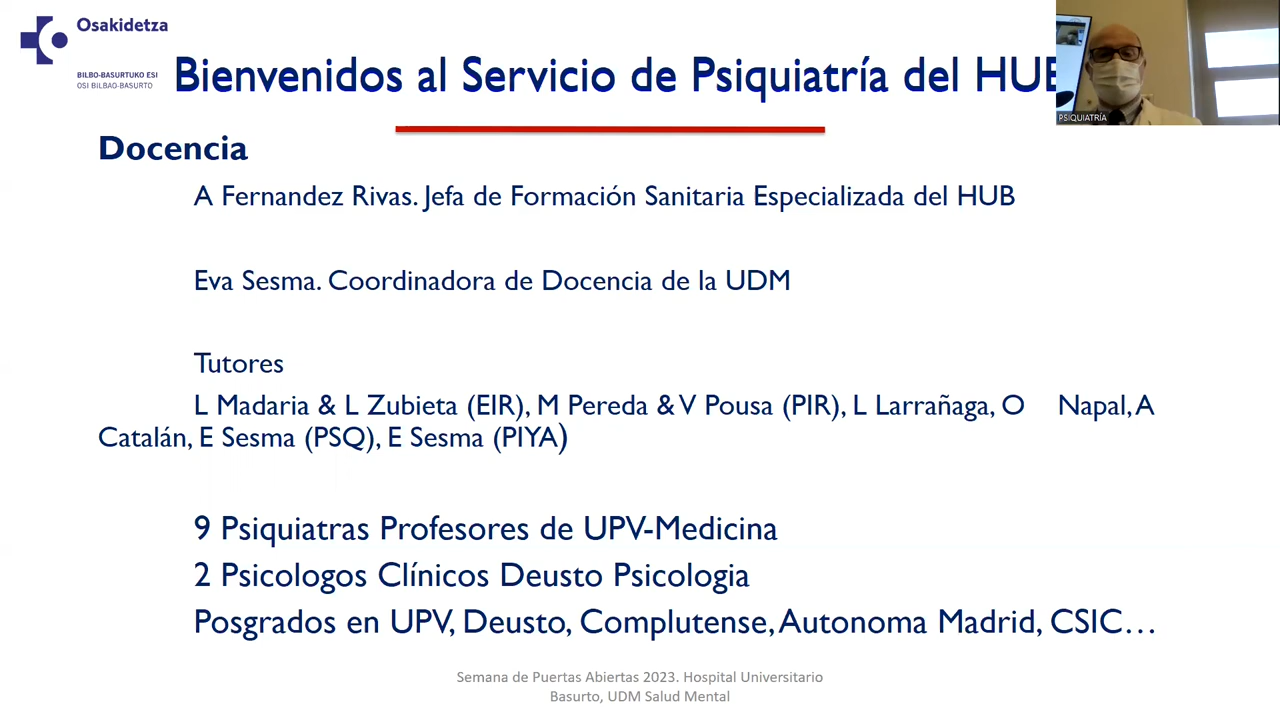 Osakidetza
BILBO-BASURTUKO ESI
OSI BILBAO-BASURTO
Bienvenidos al Servicio de Psiquiatría del HUB
PSIQUIATRÍA
Docencia
A Fernandez Rivas. Jefa de Formación Sanitaria Especializada del HUB
Eva Sesma. Coordinadora de Docencia de la UDM
Tutores
L Madaria & L Zubieta (EIR), M Pereda & V Pousa (PIR), L Larrañaga, O Napal, A
Catalán, E Sesma (PSQ), E Sesma (PIYA)
9 Psiquiatras Profesores de UPV-Medicina
2 Psicologos Clínicos Deusto Psicologia
Posgrados en UPV, Deusto, Complutense, Autonoma Madrid, CSIC…
Semana de Puertas Abiertas 2023. Hospital Universitario
Basurto, UDM Salud Mental